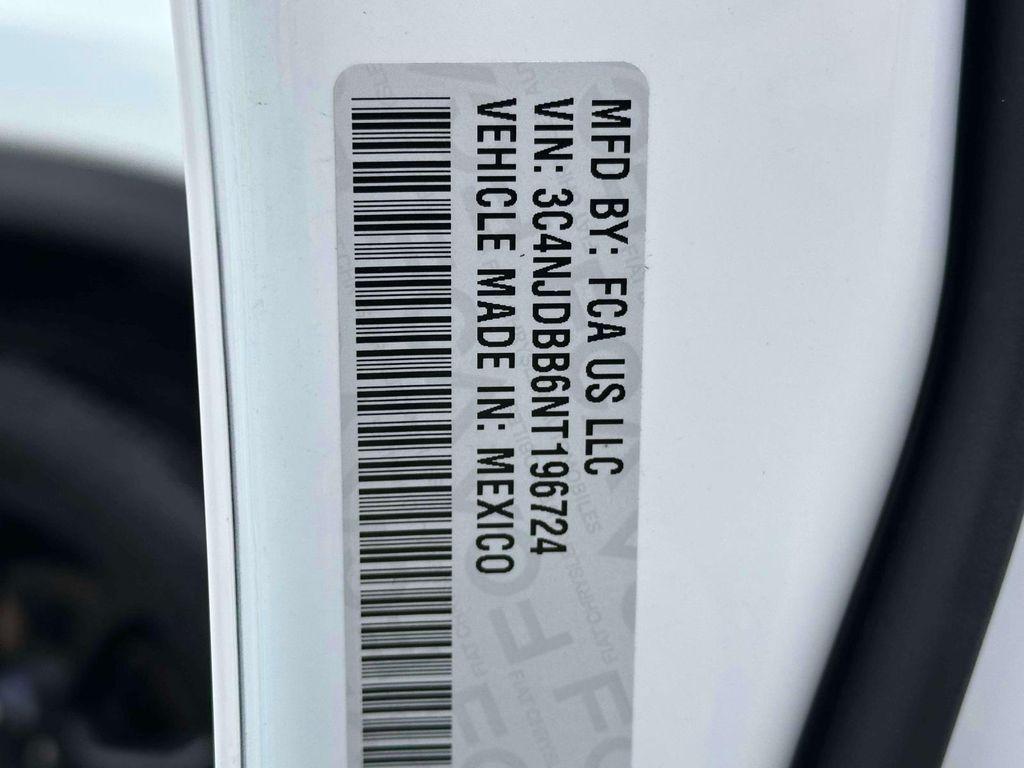 MFD BY: FCA US LLC
VIN: 3C4NJDBB6NT196724
VEHICLE MADE IN: MEXICO